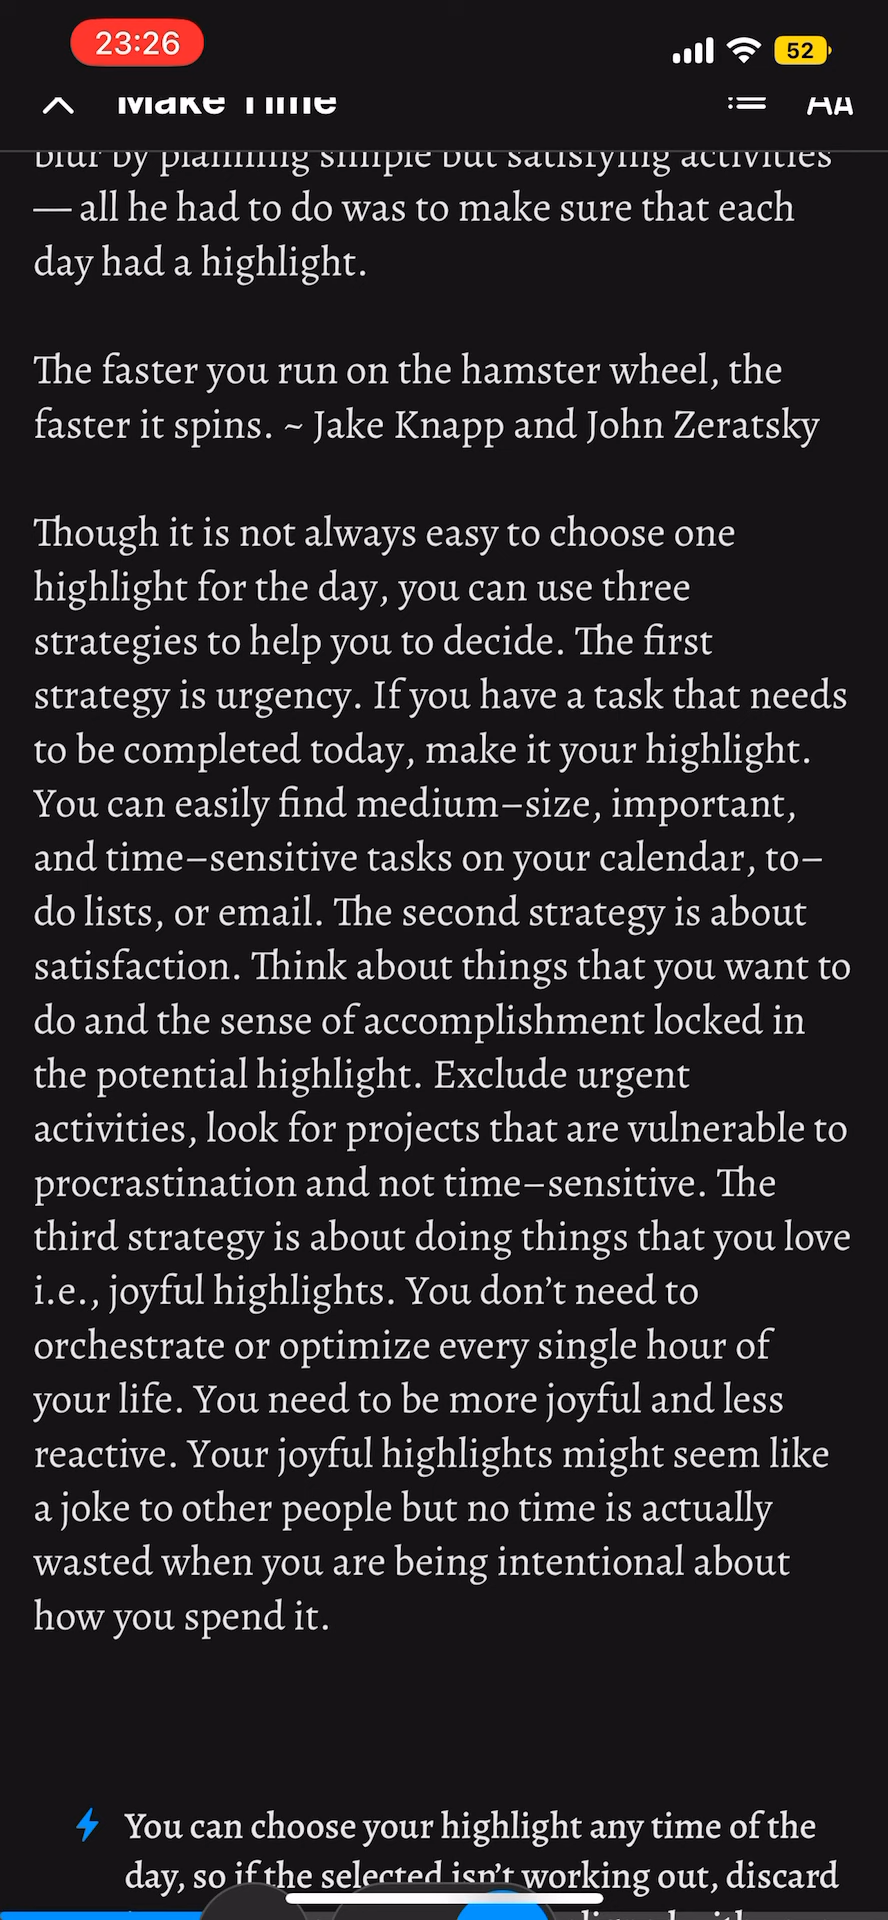 23:26
52
Make Time
AA
blur by planning simple but satisfying activities
— all he had to do was to make sure that each
day had a highlight.
The faster you run on the hamster wheel, the
faster it spins. ~ Jake Knapp and John Zeratsky
Though it is not always easy to choose one
highlight for the day, you can use three
strategies to help you to decide. The first
strategy is urgency. If you have a task that needs
to be completed today, make it your highlight.
You can easily find medium–size, important,
and time–sensitive tasks on your calendar, to–
do lists, or email. The second strategy is about
satisfaction. Think about things that you want to
do and the sense of accomplishment locked in
the potential highlight. Exclude urgent
activities, look for projects that are vulnerable to
procrastination and not time–sensitive. The
third strategy is about doing things that you love
i.e., joyful highlights. You don’t need to
orchestrate or optimize every single hour of
your life. You need to be more joyful and less
reactive. Your joyful highlights might seem like
a joke to other people but no time is actually
wasted when you are being intentional about
how you spend it.
You can choose your highlight any time of the
day, so if the selected isn’t working out, discard